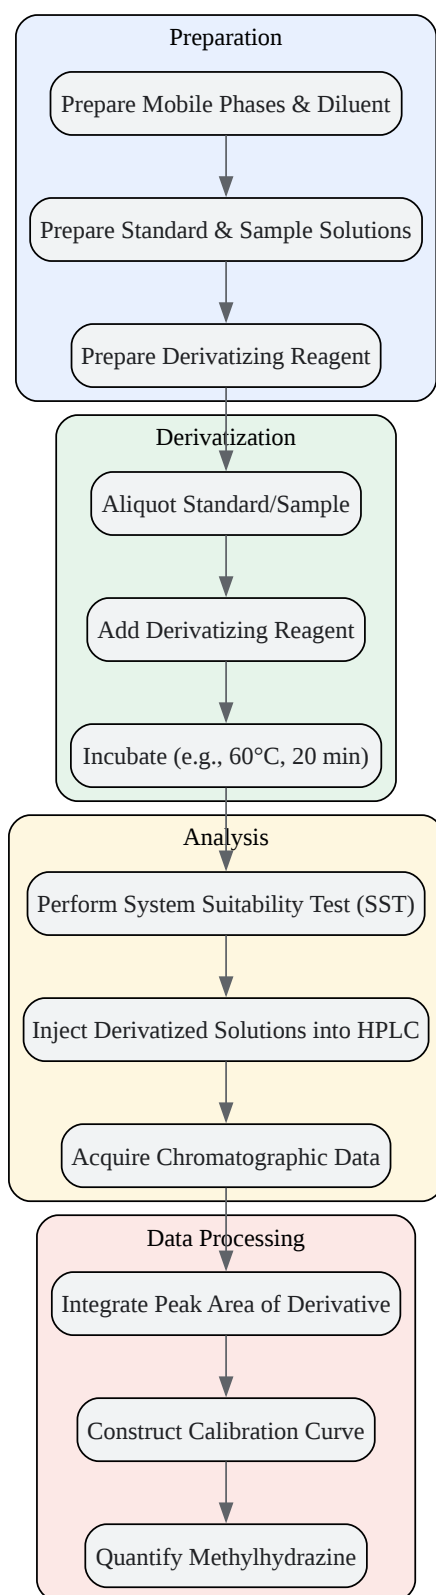 Preparation
Prepare Mobile Phases & Diluent
Prepare Standard & Sample Solutions
Prepare Derivatizing Reagent
Derivatization
Aliquot Standard/Sample
Add Derivatizing Reagent
Incubate (e.g., 60°C, 20 min)
Analysis
Perform System Suitability Test (SST)
Inject Derivatized Solutions into HPLC
Acquire Chromatographic Data
Data Processing
Integrate Peak Area of Derivative
Construct Calibration Curve
Quantify Methylhydrazine